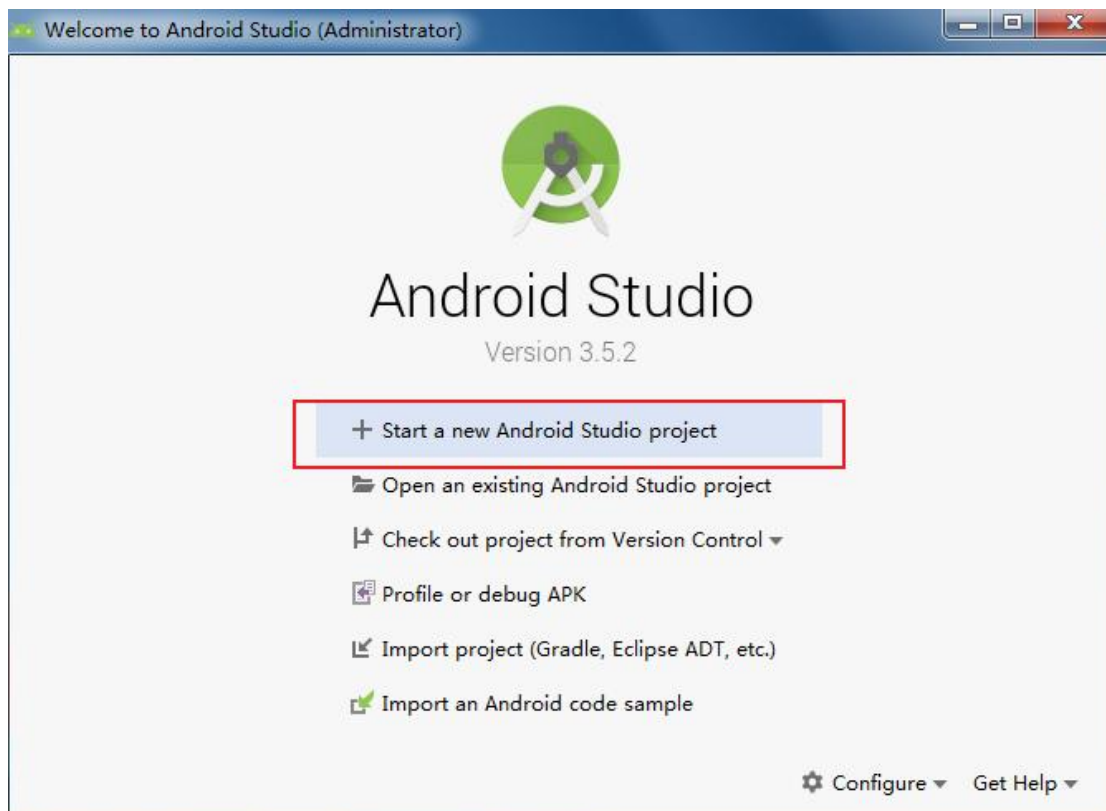 Welcome to Android Studio (Administrator)
Android Studio
Version 3.5.2
Start a new Android Studio project
Open an existing Android Studio project
Check out project from Version Control
Profile or debug APK
Import project (Gradle, Eclipse ADT, etc.)
Import an Android code sample
Configure Get Help